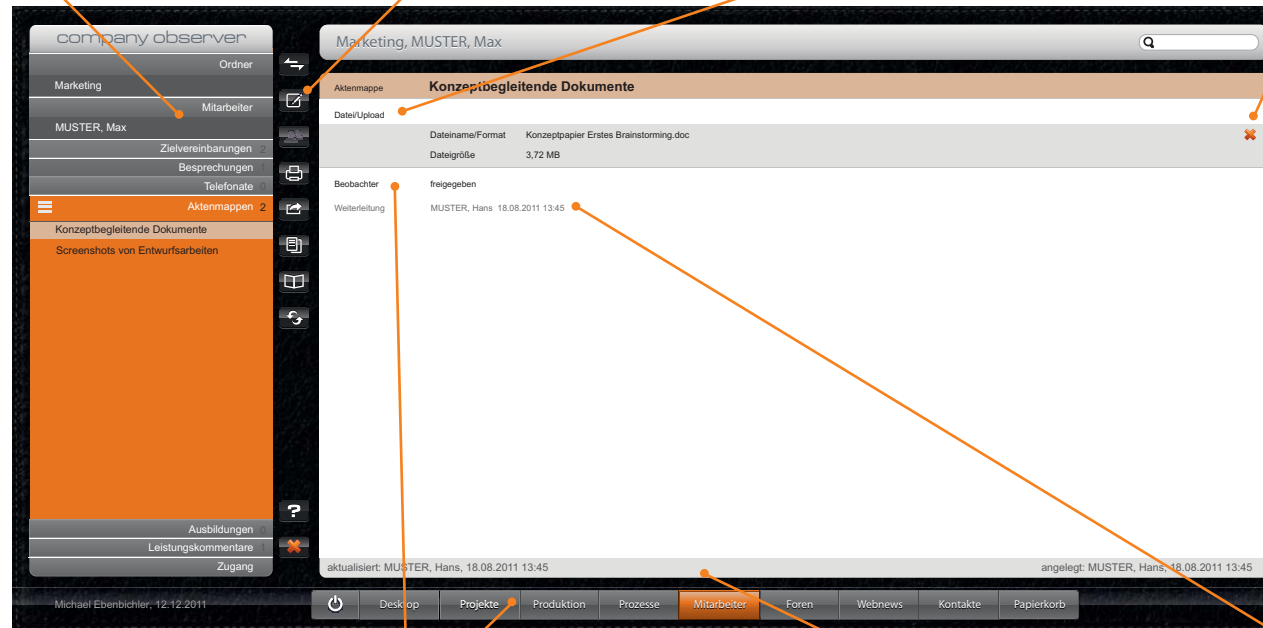 company observer
Ordner
Marketing
Mitarbeiter
MUSTER, Max
Zielvereinbarungen 2
Besprechungen 1
Telefonate 0
Aktenmappen 2
Konzeptbegleitende Dokumente
Screenshots von Entwurfsarbeiten
Ausbildungen 0
Leistungskommentare 1
Zugang
Michael Ebenbichler, 12.12.2011
?
Marketing, MUSTER, Max
Aktenmappe Konzeptbegleitende Dokumente
Datei/Upload
Dateiname/Format Konzeptpapier Erstes Brainstorming.doc
Dateigröße 3,72 MB
Beobachter freigegeben
Weiterleitung MUSTER, Hans 18.08.2011 13:45
aktualisiert: MUSTER, Hans, 18.08.2011 13:45 angelegt: MUSTER, Hans, 18.08.2011 13:45
Desktop Projekte Produktion Prozesse Mitarbeiter Foren Webnews Kontakte Papierkorb